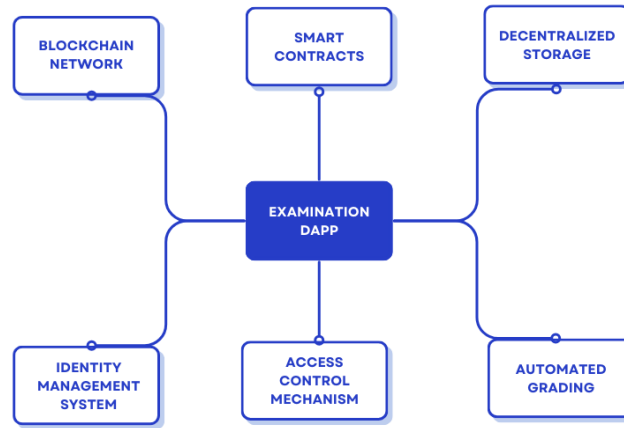 BLOCKCHAIN
NETWORK
SMART
CONTRACTS
DECENTRALIZED
STORAGE
EXAMINATION
DAPP
IDENTITY
MANAGEMENT
SYSTEM
ACCESS
CONTROL
MECHANISM
AUTOMATED
GRADING